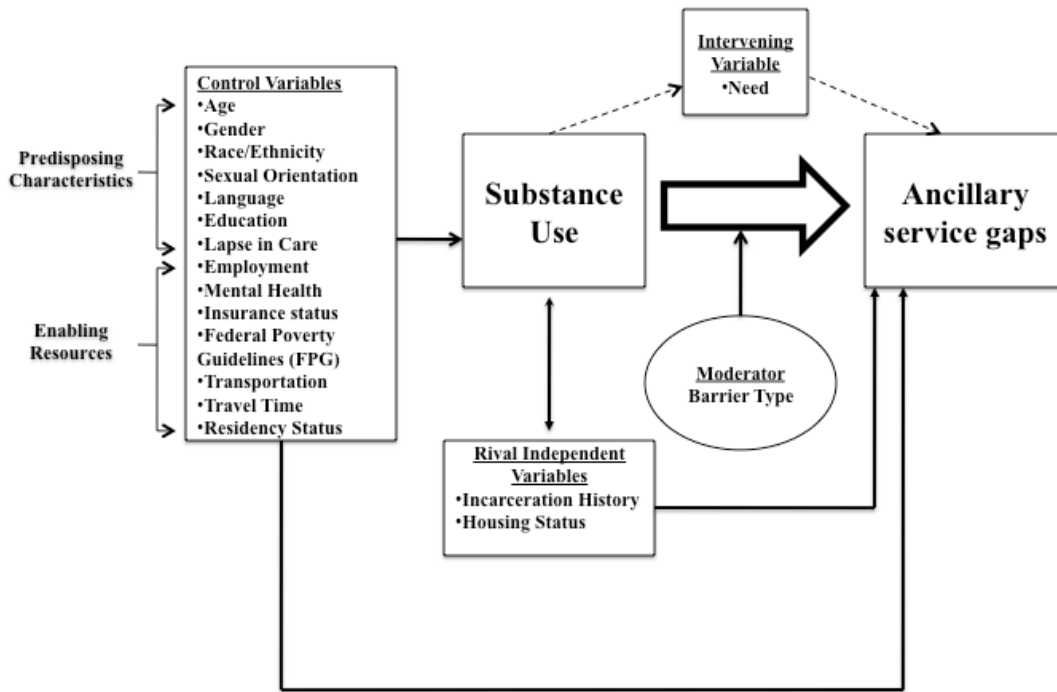 Predisposing
Characteristics
Enabling
Resources
Control Variables
•Age
•Gender
•Race/Ethnicity
•Sexual Orientation
•Language
•Education
•Lapse in Care
•Employment
•Mental Health
•Insurance status
•Federal Poverty
Guidelines (FPG)
•Transportation
•Travel Time
•Residency Status
Substance
Use
Intervening
Variable
•Need
Ancillary
service gaps
Moderator
Barrier Type
Rival Independent
Variables
•Incarceration History
•Housing Status